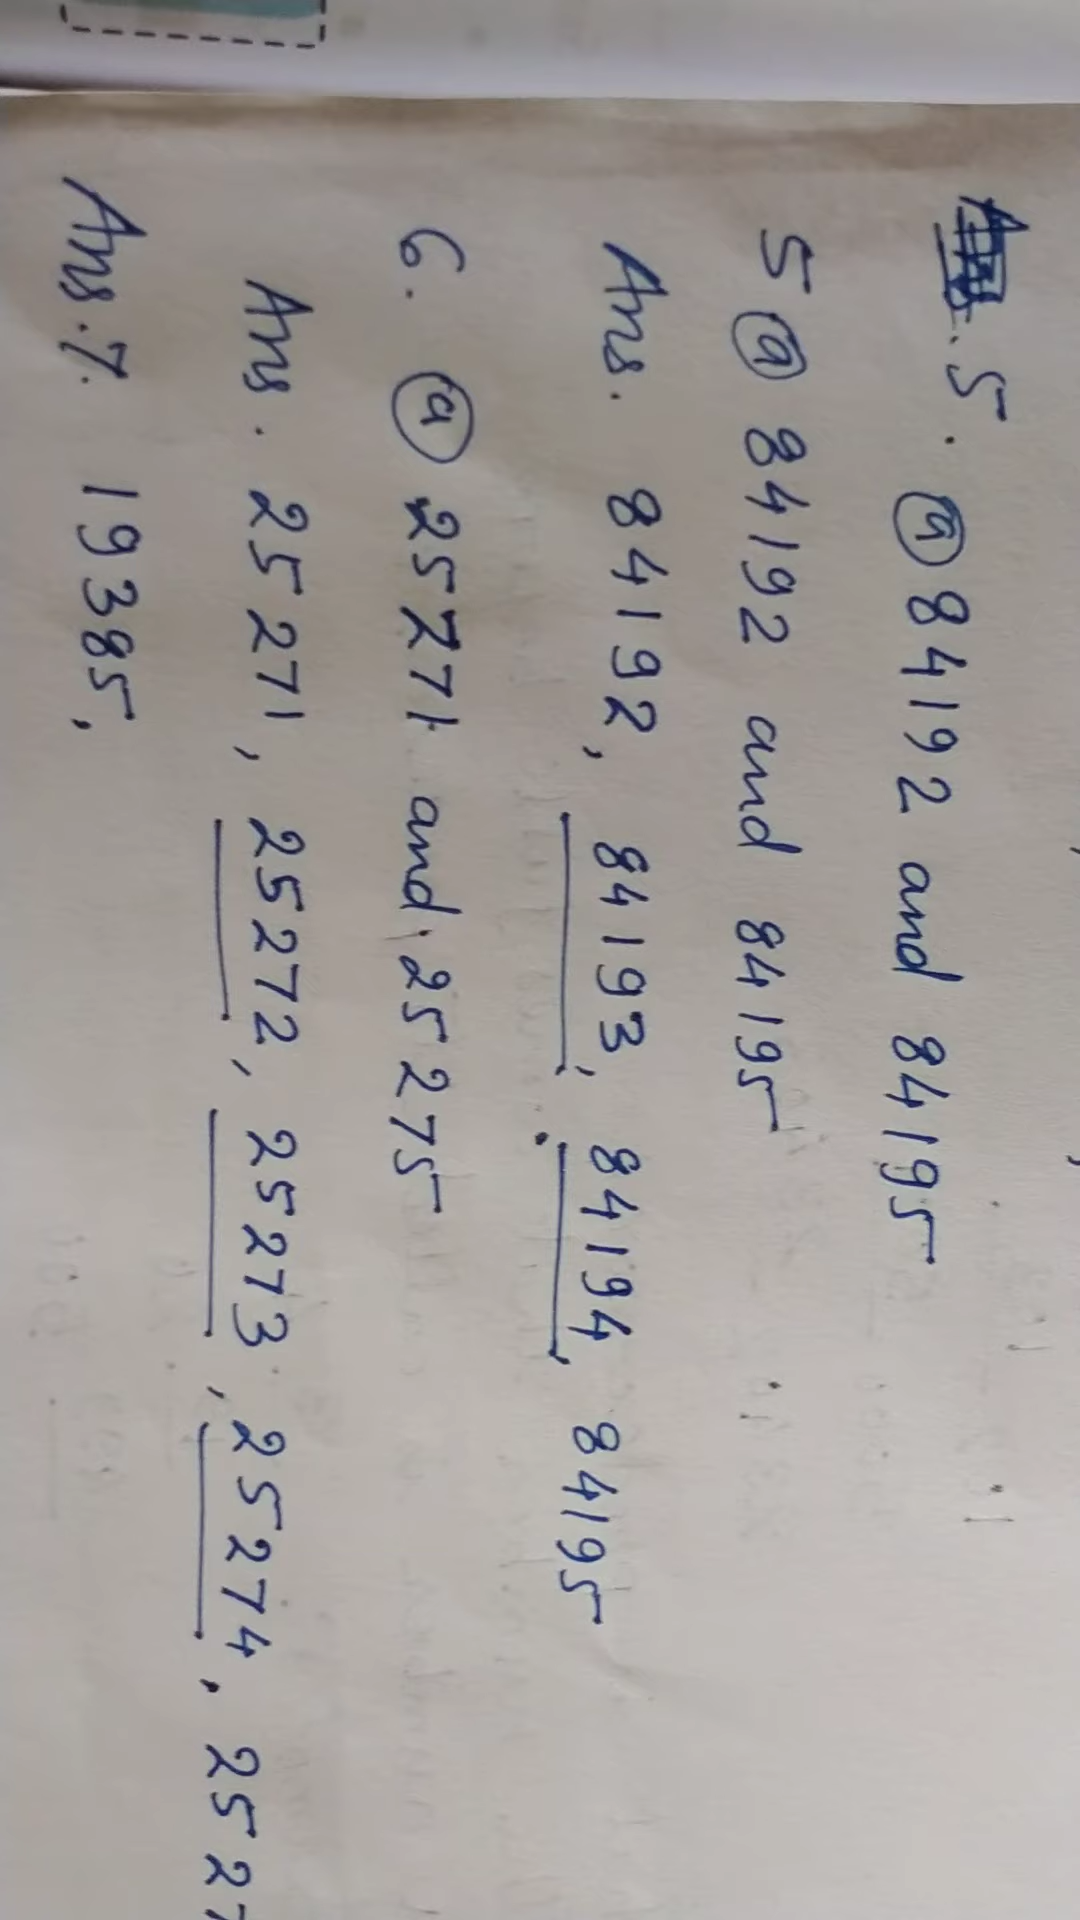 5. a 84192 and 84195
5 a 84192 and 84195
Ans. 84192, 84193, 84194, 84195
6. a 25271 and 25275
Ans. 25271, 25272, 25273, 25274, 2527
Ans.7. 19385,